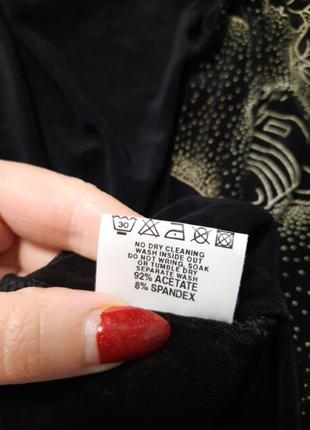 30
NO DRY CLEANING
WASH INSIDE OUT
DO NOT WRING, SOAK
OR TUMBLE DRY
SEPARATE WASH
92% ACETATE
8% SPANDEX